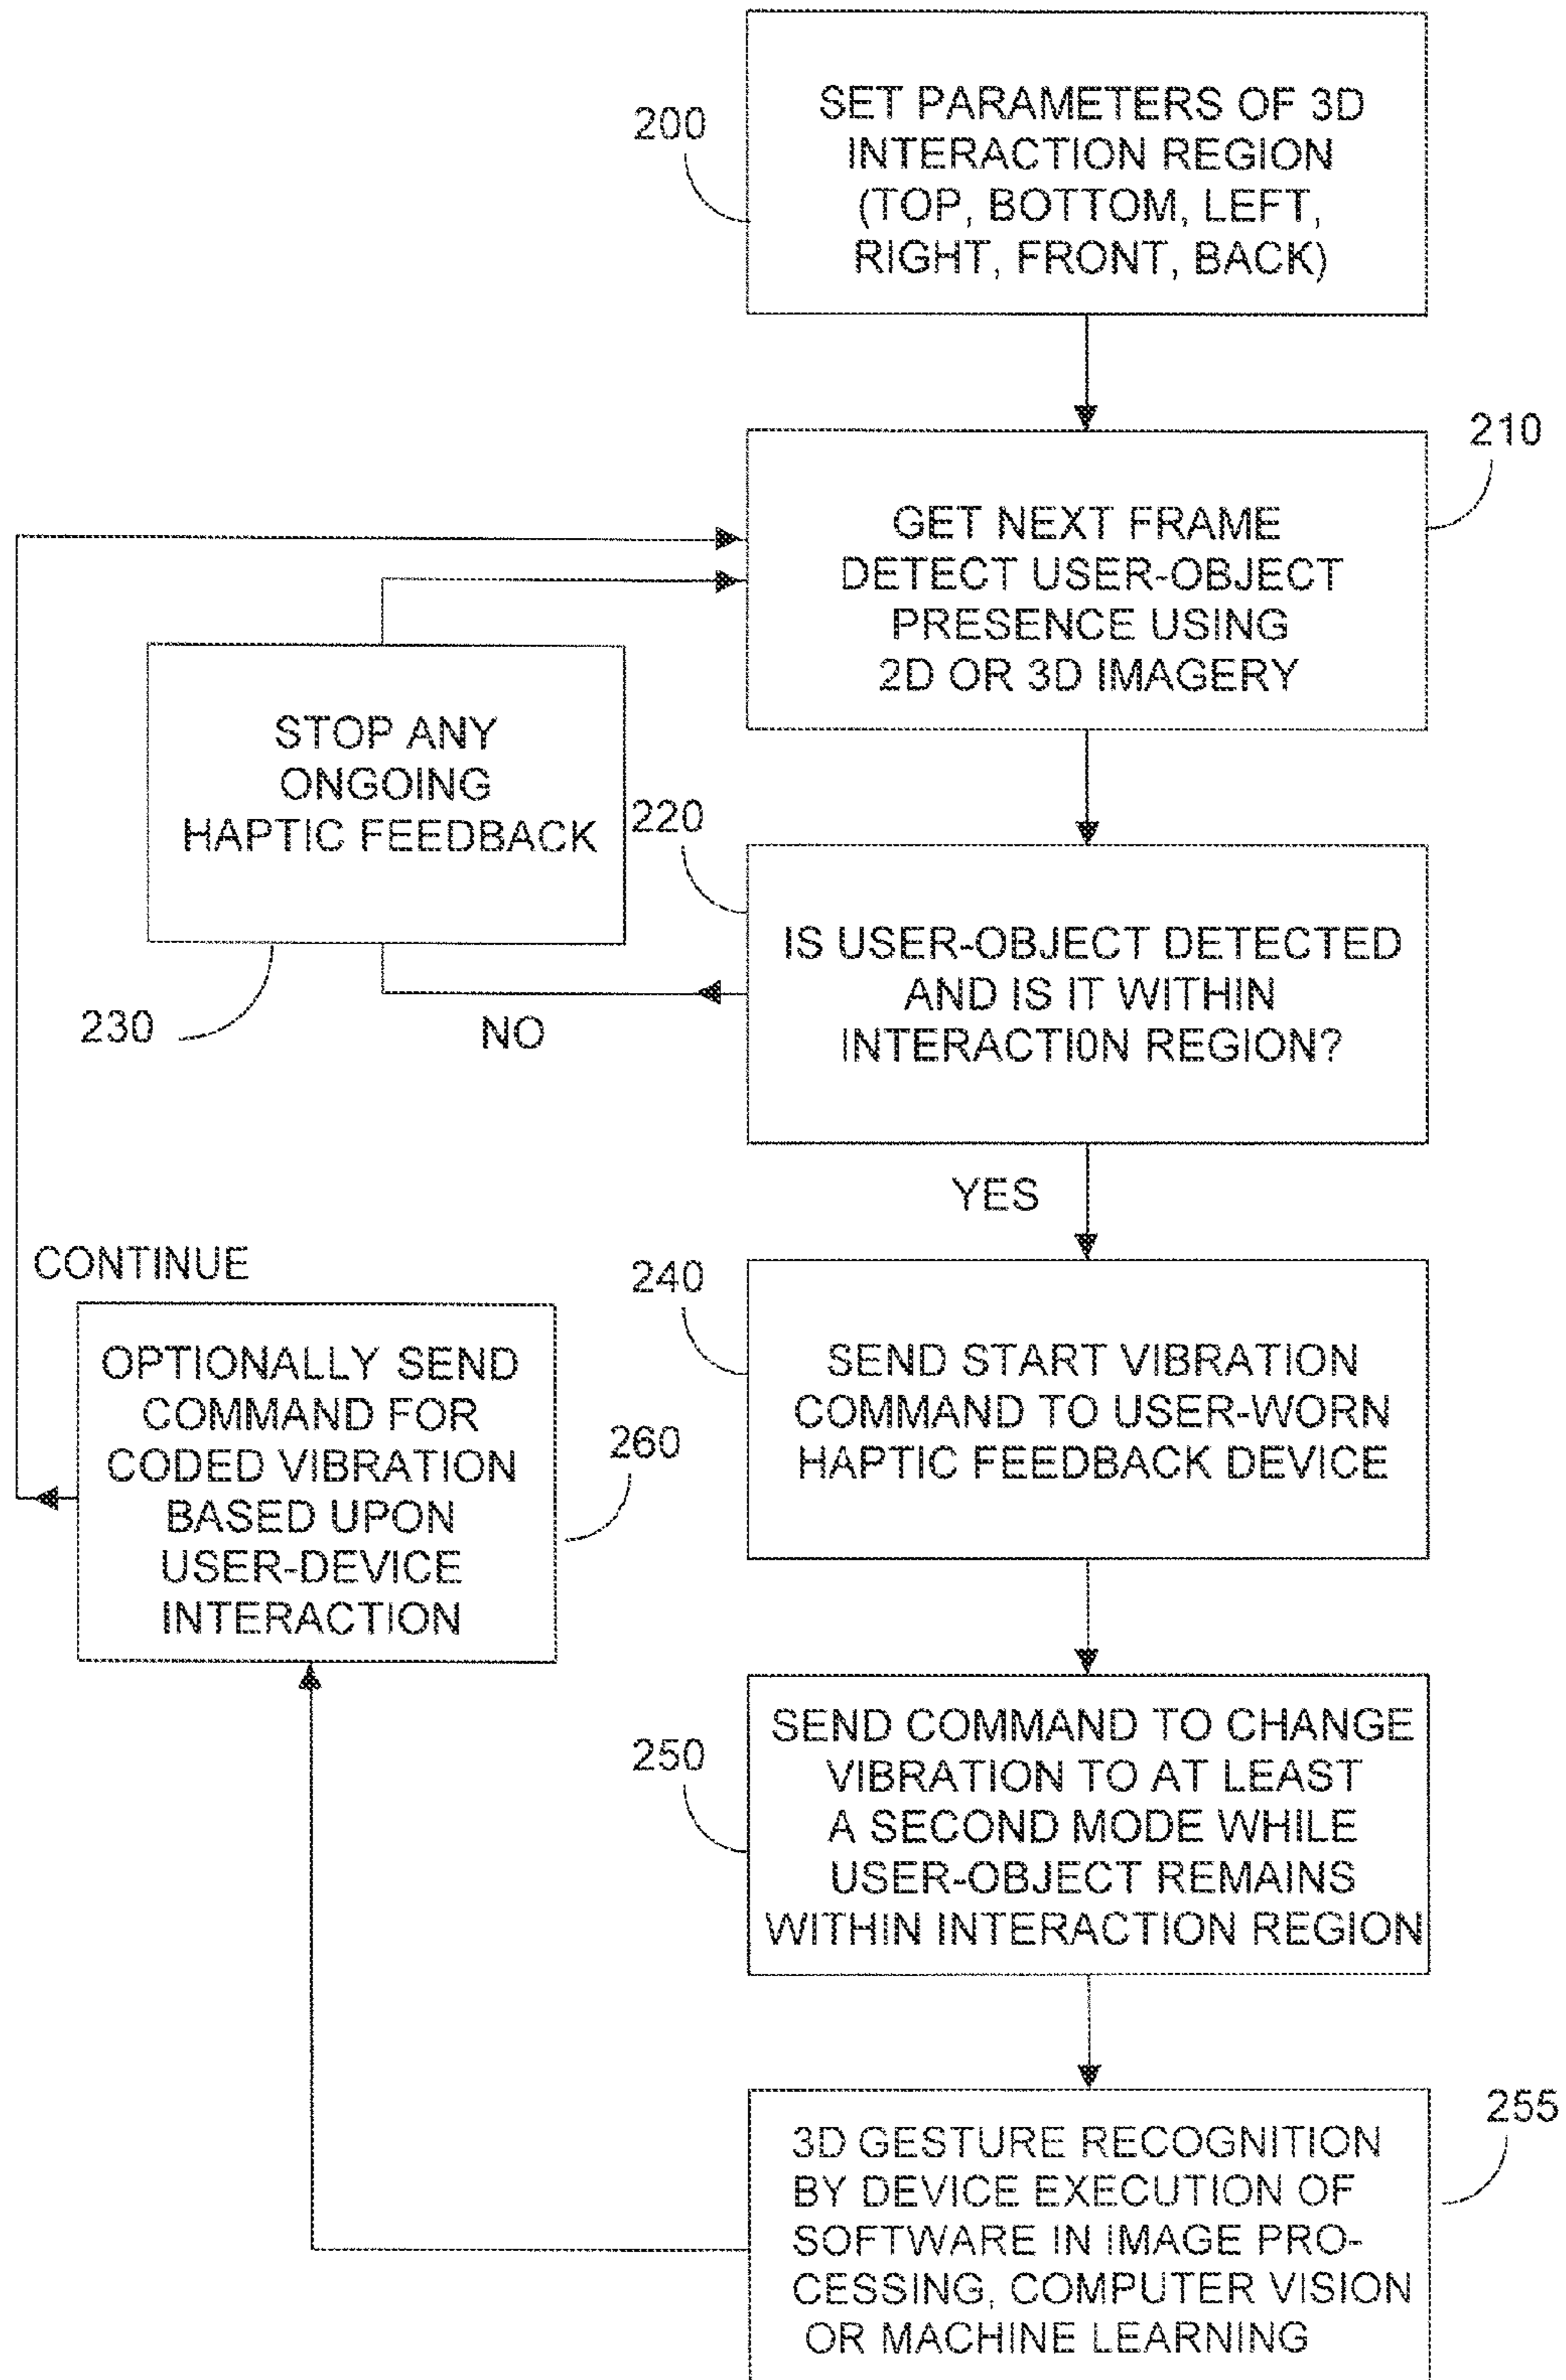 200
SET PARAMETERS OF 3D
INTERACTION REGION
(TOP, BOTTOM, LEFT,
RIGHT, FRONT, BACK)
210
GET NEXT FRAME
DETECT USER-OBJECT
PRESENCE USING
2D OR 3D IMAGERY
STOP ANY
ONGOING
HAPTIC FEEDBACK
230
NO
220
IS USER-OBJECT DETECTED
AND IS IT WITHIN
INTERACTI0N REGION?
YES
CONTINUE
240
SEND START VIBRATION
COMMAND TO USER-WORN
HAPTIC FEEDBACK DEVICE
OPTIONALLY SEND
COMMAND FOR
CODED VIBRATION
BASED UPON
USER-DEVICE
INTERACTION
260
250
SEND COMMAND TO CHANGE
VIBRATION TO AT LEAST
A SECOND MODE WHILE
USER-OBJECT REMAINS
WITHIN INTERACTION REGION
255
3D GESTURE RECOGNITION
BY DEVICE EXECUTION OF
SOFTWARE IN IMAGE PRO-
CESSING, COMPUTER VISION
OR MACHINE LEARNING